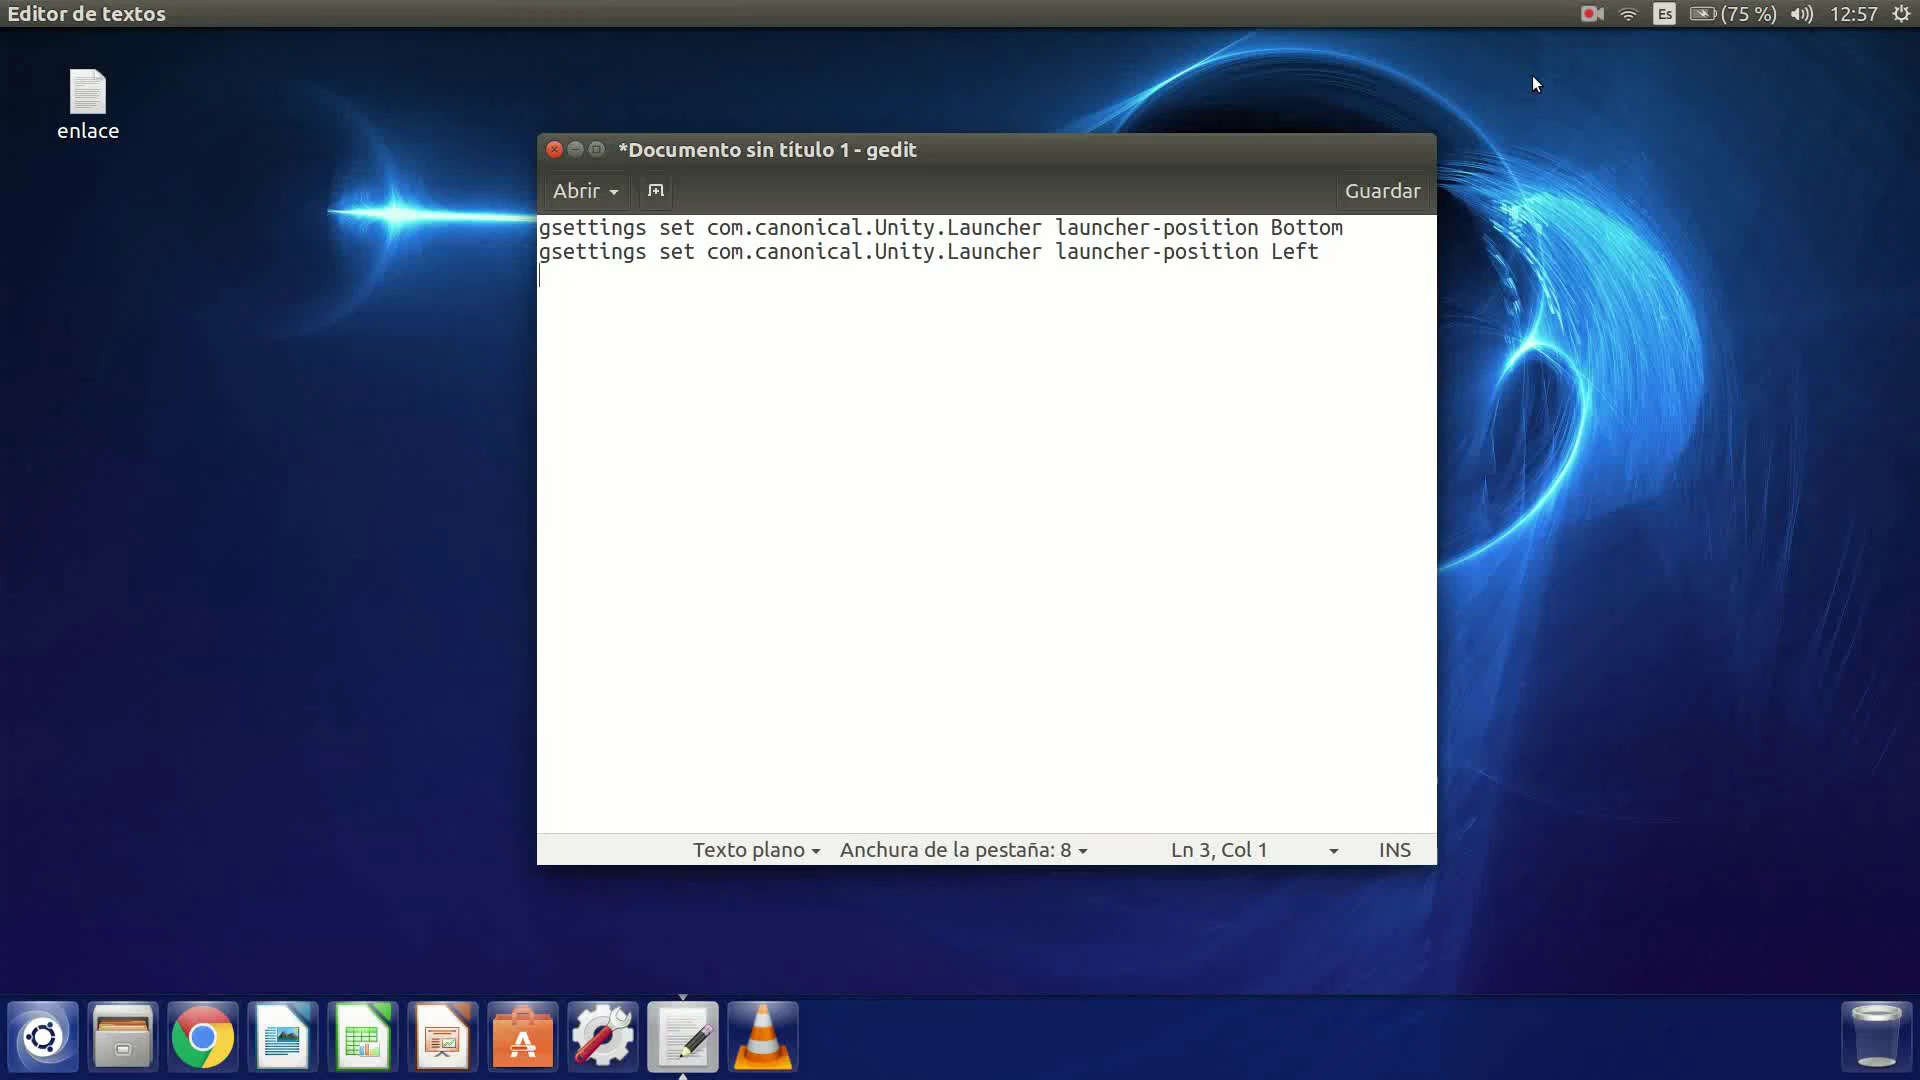 Editor de textos
Es
(75 %)
12:57
enlace
*Documento sin título 1 - gedit
Abrir
Guardar
gsettings set com.canonical.Unity.Launcher launcher-position Bottom
gsettings set com.canonical.Unity.Launcher launcher-position Left
Texto plano
Anchura de la pestaña: 8
Ln 3, Col 1
INS